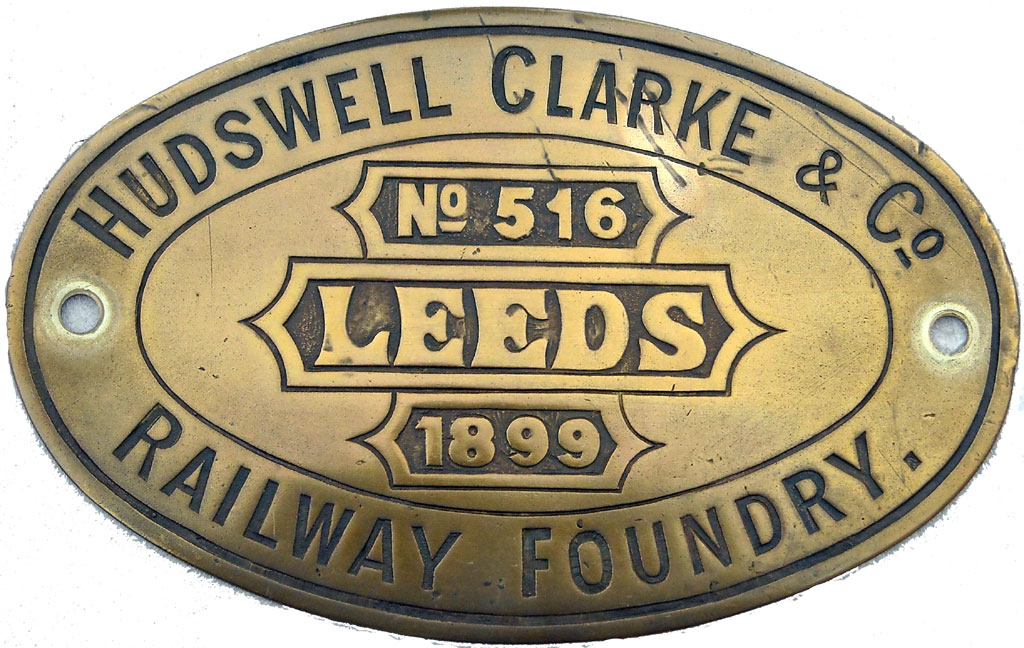 HUDSWELL CLARKE & Co
No 516
LEEDS
1899
RAILWAY FOUNDRY.